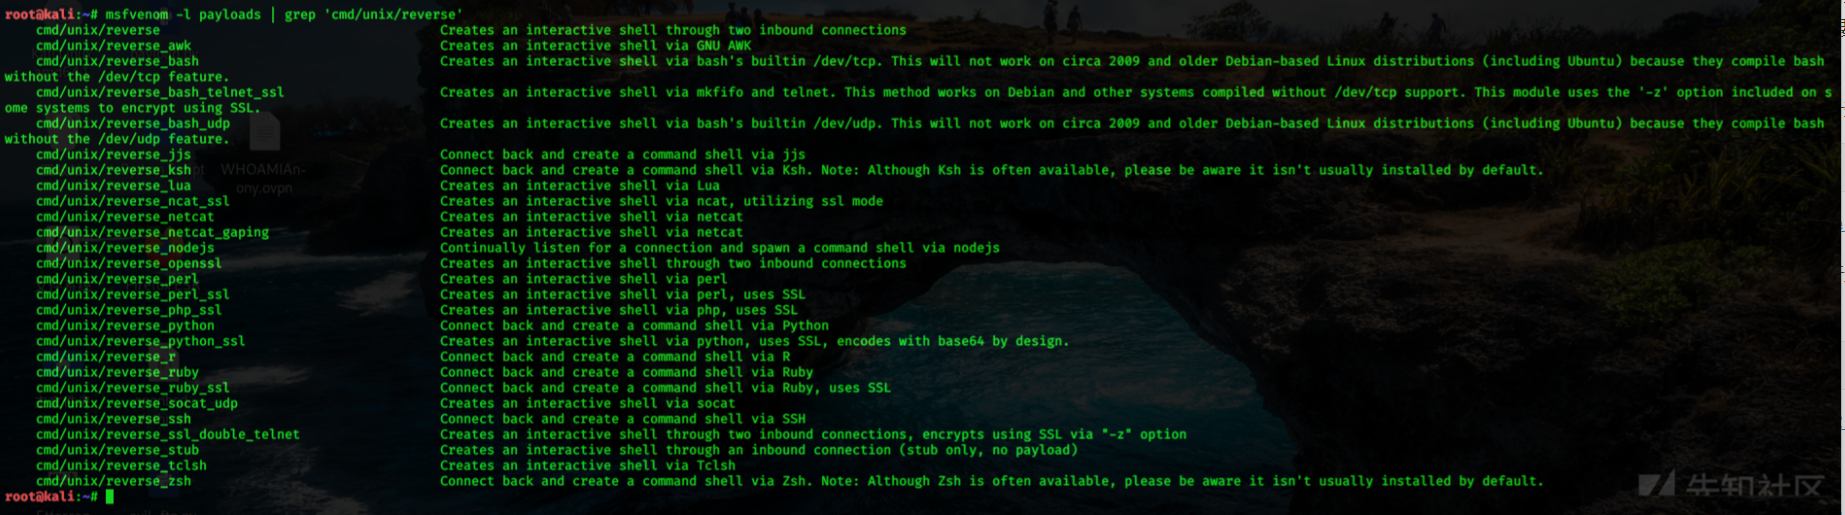 root@kali:~# msfvenom -l payloads | grep 'cmd/unix/reverse'
cmd/unix/reverse Creates an interactive shell through two inbound connections
cmd/unix/reverse_awk Creates an interactive shell via GNU AWK
cmd/unix/reverse_bash Creates an interactive shell via bash's builtin /dev/tcp. This will not work on circa 2009 and older Debian-based Linux distributions (including Ubuntu) because they compile bash
without the /dev/tcp feature.
cmd/unix/reverse_bash_telnet_ssl Creates an interactive shell via mkfifo and telnet. This method works on Debian and other systems compiled without /dev/tcp support. This module uses the '-z' option included on s
ome systems to encrypt using SSL.
cmd/unix/reverse_bash_udp Creates an interactive shell via bash's builtin /dev/udp. This will not work on circa 2009 and older Debian-based Linux distributions (including Ubuntu) because they compile bash
without the /dev/udp feature.
cmd/unix/reverse_jjs Connect back and create a command shell via jjs
cmd/unix/reverse_ksh Connect back and create a command shell via Ksh. Note: Although Ksh is often available, please be aware it isn't usually installed by default.
WHOAMIAn-
cmd/unix/reverse_lua Creates an interactive shell via Lua
ony.ovpn
cmd/unix/reverse_ncat_ssl Creates an interactive shell via ncat, utilizing ssl mode
cmd/unix/reverse_netcat Creates an interactive shell via netcat
cmd/unix/reverse_netcat_gaping Creates an interactive shell via netcat
cmd/unix/reverse_nodejs Continually listen for a connection and spawn a command shell via nodejs
cmd/unix/reverse_openssl Creates an interactive shell through two inbound connections
cmd/unix/reverse_perl Creates an interactive shell via perl
cmd/unix/reverse_perl_ssl Creates an interactive shell via perl, uses SSL
cmd/unix/reverse_php_ssl Creates an interactive shell via php, uses SSL
cmd/unix/reverse_python Connect back and create a command shell via Python
cmd/unix/reverse_python_ssl Creates an interactive shell via python, uses SSL, encodes with base64 by design.
cmd/unix/reverse_r Connect back and create a command shell via R
cmd/unix/reverse_ruby Connect back and create a command shell via Ruby
cmd/unix/reverse_ruby_ssl Connect back and create a command shell via Ruby, uses SSL
cmd/unix/reverse_socat_udp Creates an interactive shell via socat
cmd/unix/reverse_ssh Connect back and create a command shell via SSH
cmd/unix/reverse_ssl_double_telnet Creates an interactive shell through two inbound connections, encrypts using SSL via "-z" option
cmd/unix/reverse_stub Creates an interactive shell through an inbound connection (stub only, no payload)
cmd/unix/reverse_tclsh Creates an interactive shell via Tclsh
cmd/unix/reverse_zsh Connect back and create a command shell via Zsh. Note: Although Zsh is often available, please be aware it isn't usually installed by default.
root@kali:~#
先知社区